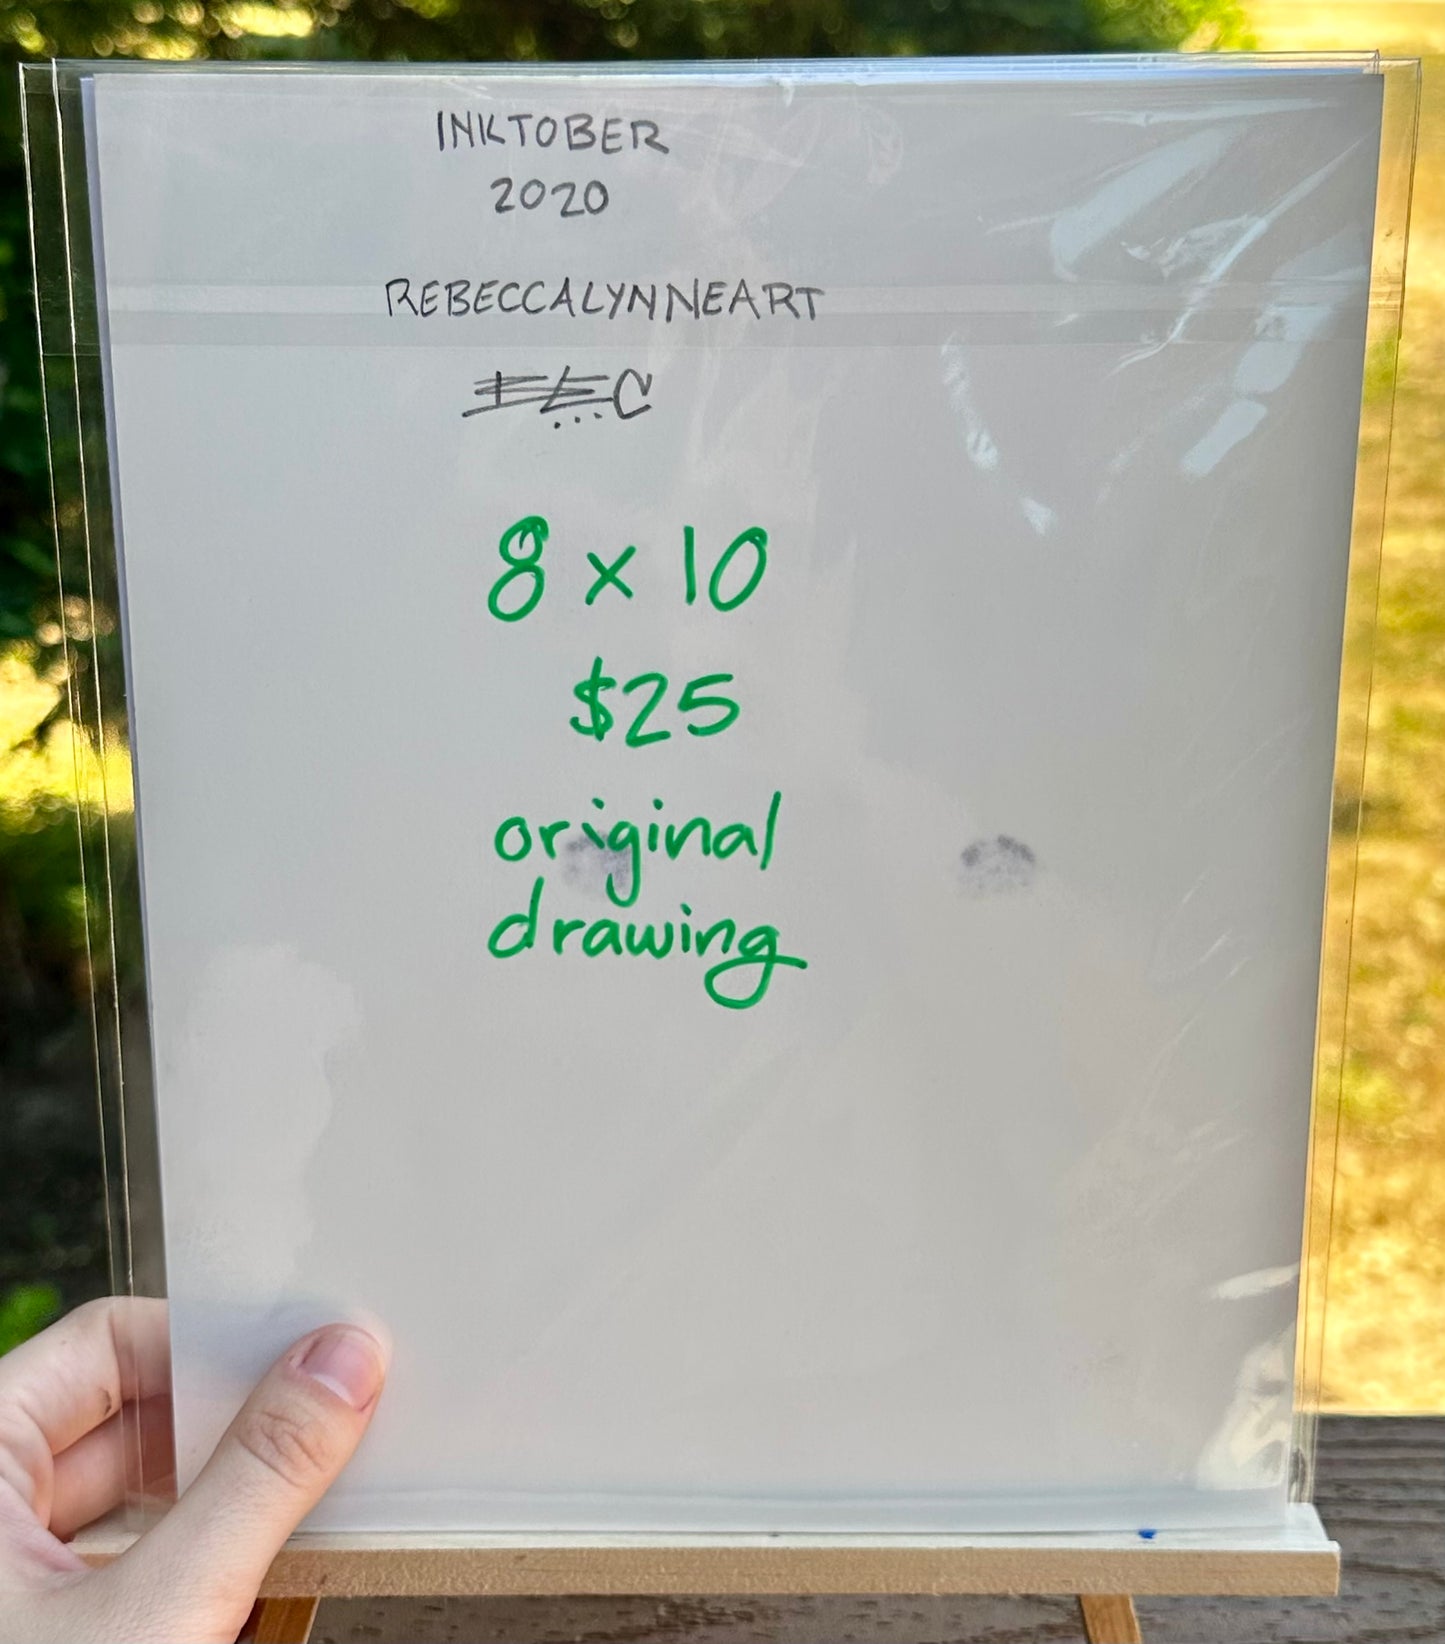 INKTOBER
2020
REBECCALYNNEART
8 x 10
$25
original
drawing